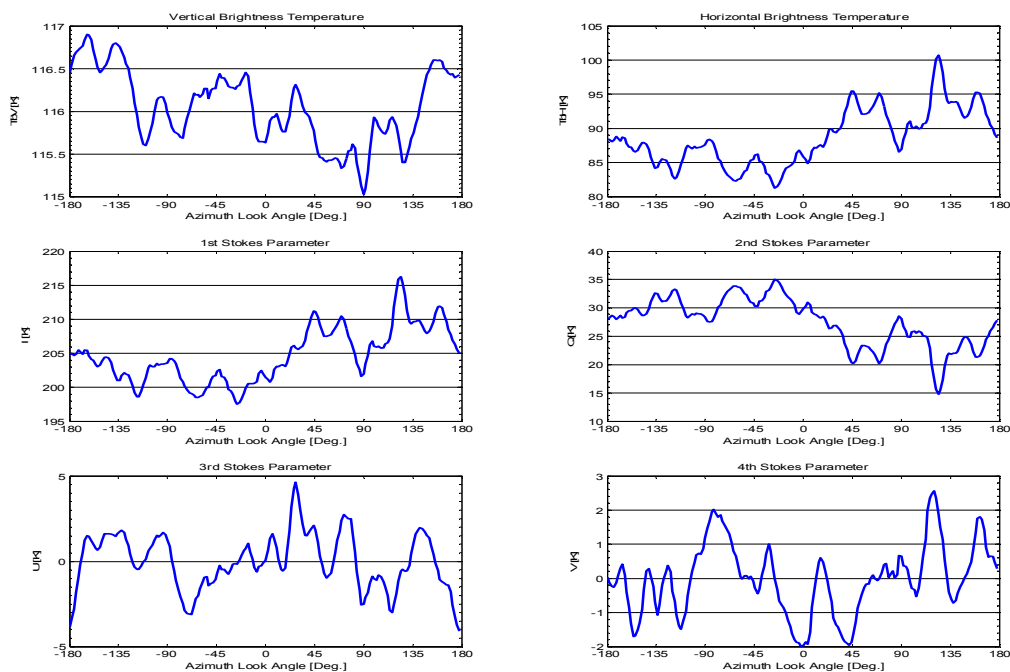 Vertical Brightness Temperature
117
116.5
116
115.5
115
TbV[K]
-180 -135 -90 -45 0 45 90 135 180
Azimuth Look Angle [Deg.]
Horizontal Brightness Temperature
105
100
95
90
85
80
TbH[K]
-180 -135 -90 -45 0 45 90 135 180
Azimuth Look Angle [Deg.]
1st Stokes Parameter
220
215
210
205
200
195
I [K]
-180 -135 -90 -45 0 45 90 135 180
Azimuth Look Angle [Deg.]
2nd Stokes Parameter
40
35
30
25
20
15
10
Q[K]
-180 -135 -90 -45 0 45 90 135 180
Azimuth Look Angle [Deg.]
3rd Stokes Parameter
5
0
-5
U[K]
-180 -135 -90 -45 0 45 90 135 180
Azimuth Look Angle [Deg.]
4th Stokes Parameter
3
2
1
0
-1
-2
V[K]
-180 -135 -90 -45 0 45 90 135 180
Azimuth Look Angle [Deg.]